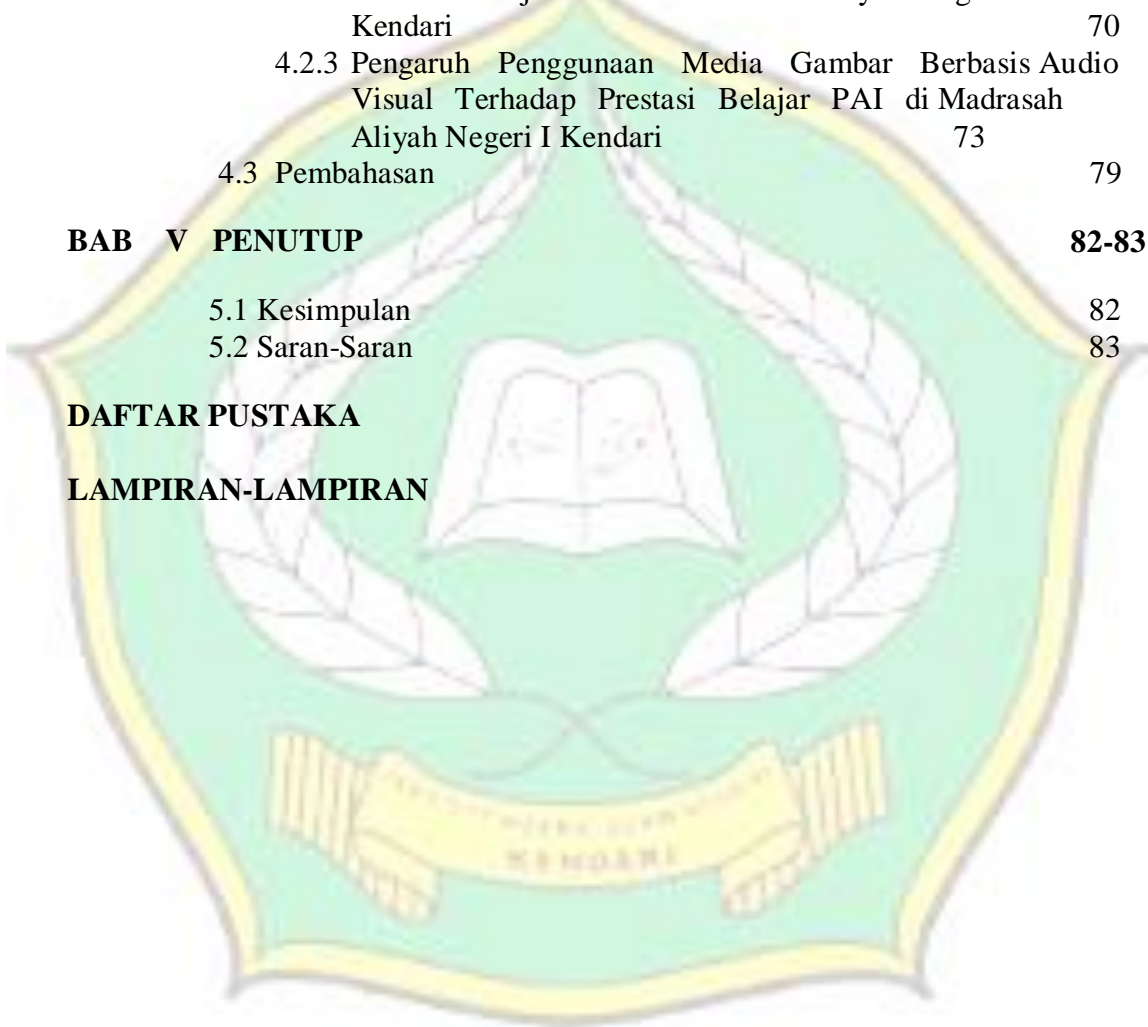 Kendari 70
4.2.3 Pengaruh Penggunaan Media Gambar Berbasis Audio
Visual Terhadap Prestasi Belajar PAI di Madrasah
Aliyah Negeri I Kendari 73
4.3 Pembahasan 79
BAB V PENUTUP 82-83
5.1 Kesimpulan 82
5.2 Saran-Saran 83
DAFTAR PUSTAKA
LAMPIRAN-LAMPIRAN
KENDARI